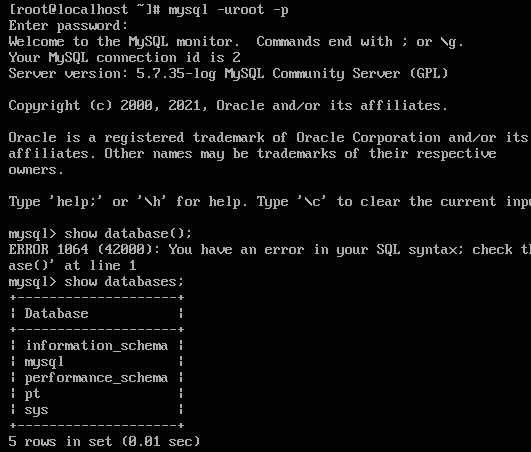 [root@localhost ~]# mysql -uroot -p
Enter password:
Welcome to the MySQL monitor.  Commands end with ; or \g.
Your MySQL connection id is 2
Server version: 5.7.35-log MySQL Community Server (GPL)

Copyright (c) 2000, 2021, Oracle and/or its affiliates.

Oracle is a registered trademark of Oracle Corporation and/or its
affiliates. Other names may be trademarks of their respective
owners.

Type 'help;' or '\h' for help. Type '\c' to clear the current inpu

mysql> show database();
ERROR 1064 (42000): You have an error in your SQL syntax; check th
ase()' at line 1
mysql> show databases;
+--------------------+
| Database           |
+--------------------+
| information_schema |
| mysql              |
| performance_schema |
| pt                 |
| sys                |
+--------------------+
5 rows in set (0.01 sec)